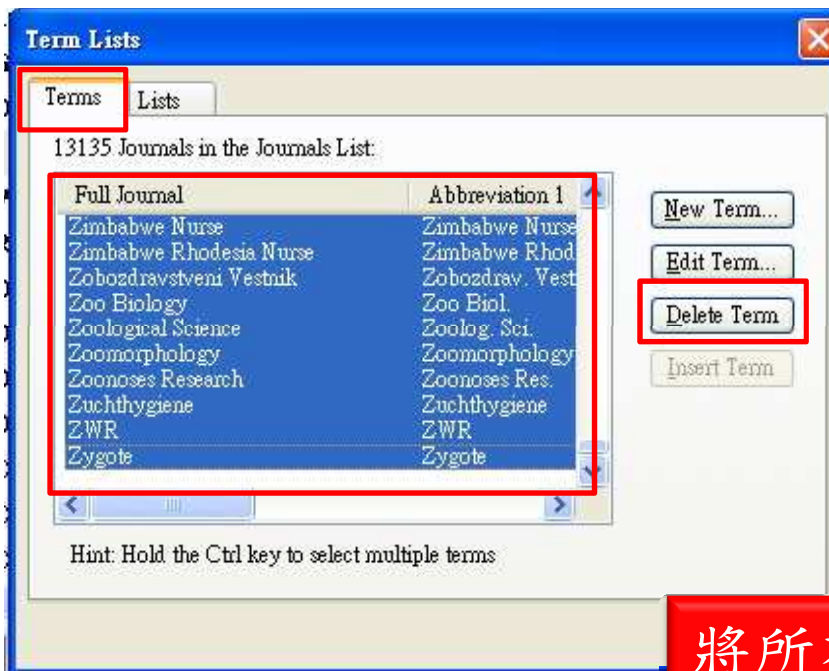 Term Lists
Terms Lists
13135 Journals in the Journals List:
Full Journal Abbreviation 1
Zimbabwe Nurse Zimbabwe Nurse
Zimbabwe Rhodesia Nurse Zimbabwe Rhod
Zobozdravstveni Vestnik Zobozdrav. Vest
Zoo Biology Zoo Biol.
Zoological Science Zoolog. Sci.
Zoomorphology Zoomorphology
Zoonoses Research Zoonoses Res.
Zuchthygiene Zuchthygiene
ZWR ZWR
Zygote Zygote
New Term...
Edit Term...
Delete Term
Insert Term
Hint: Hold the Ctrl key to select multiple terms
將所